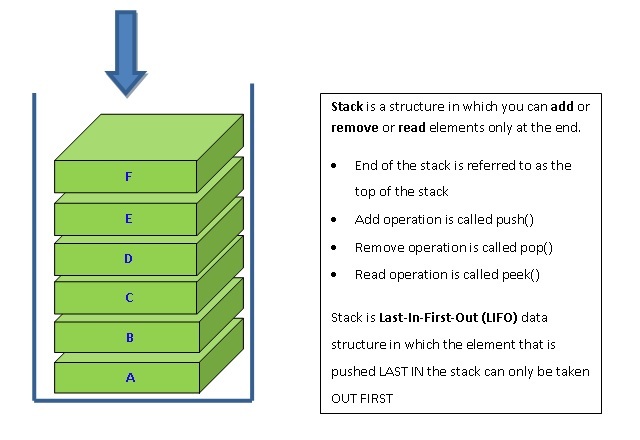 F
E
D
C
B
A
Stack is a structure in which you can add or
remove or read elements only at the end.
• End of the stack is referred to as the
top of the stack
• Add operation is called push()
• Remove operation is called pop()
• Read operation is called peek()
Stack is Last-In-First-Out (LIFO) data
structure in which the element that is
pushed LAST IN the stack can only be taken
OUT FIRST